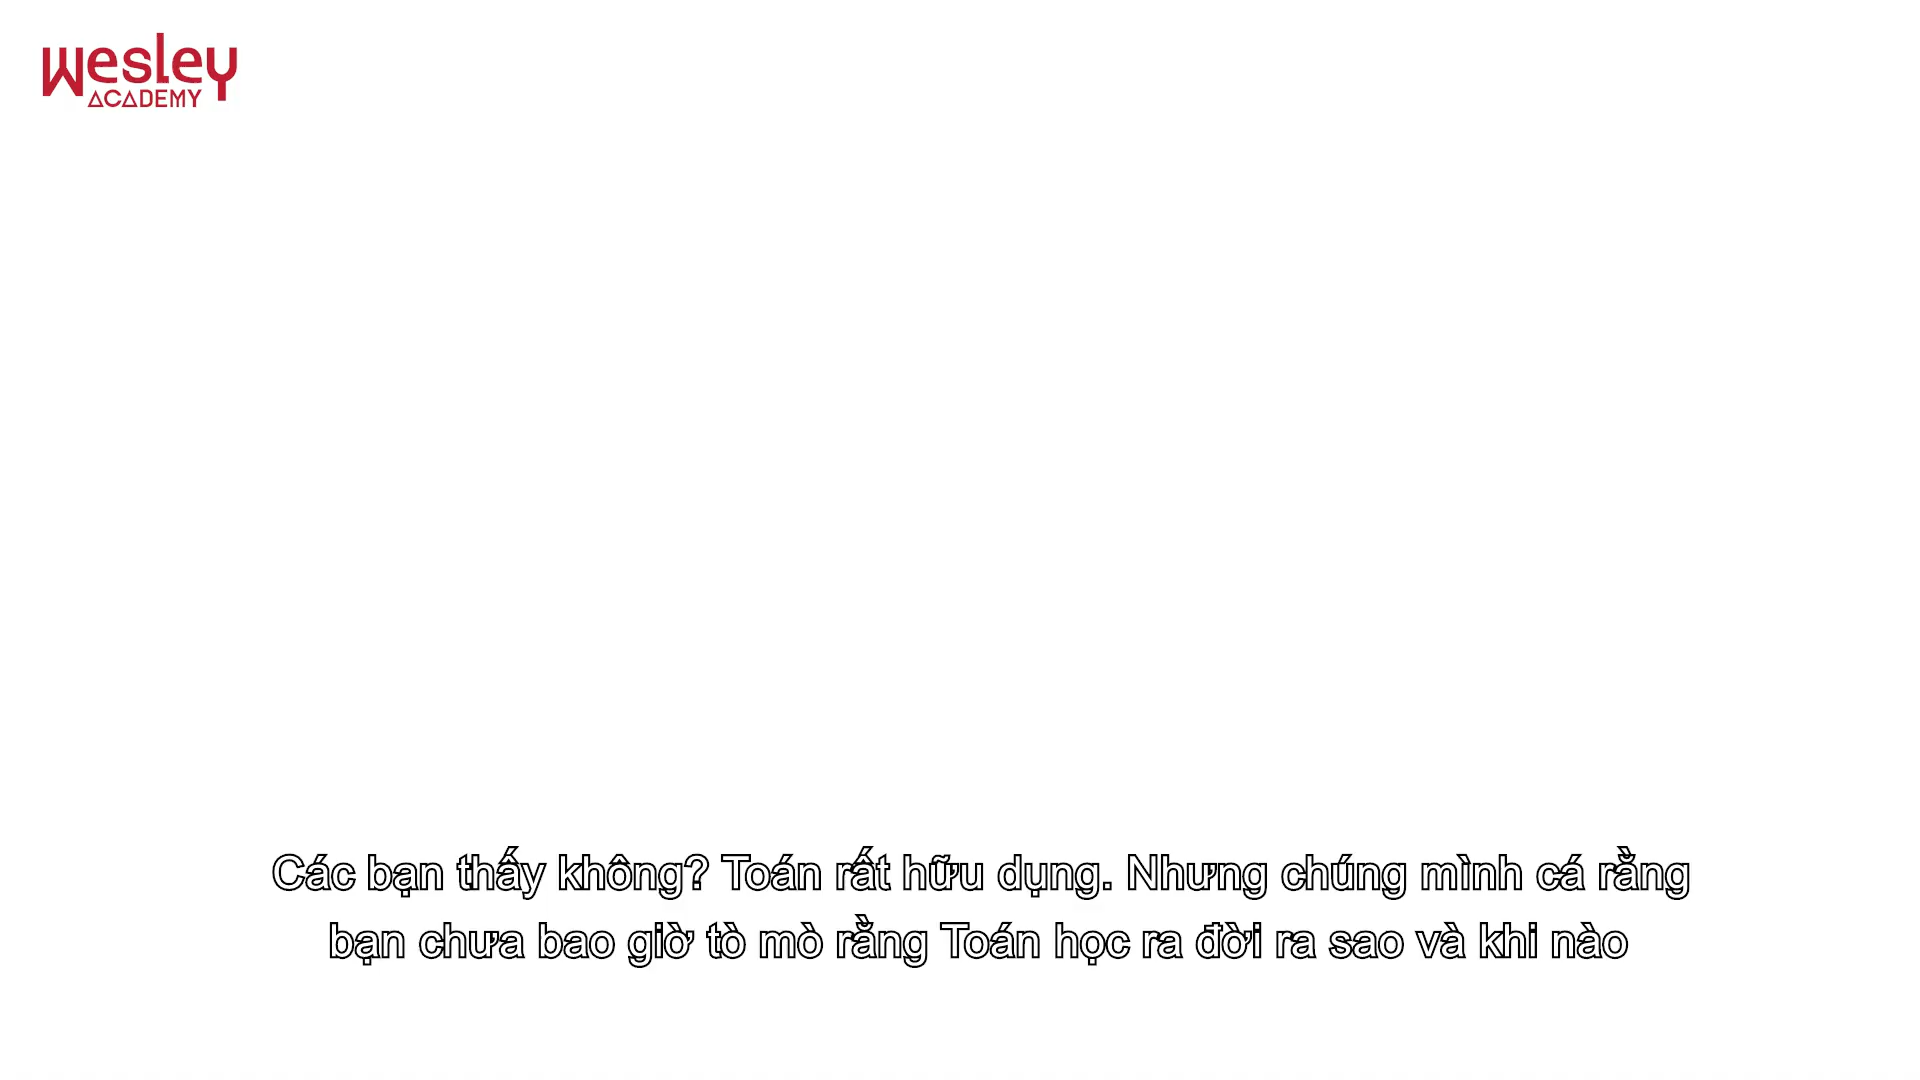 Wesley
ACADEMY
Các bạn thấy không? Toán rất hữu dụng. Nhưng chúng mình cá rằng
bạn chưa bao giờ tò mò rằng Toán học ra đời ra sao và khi nào